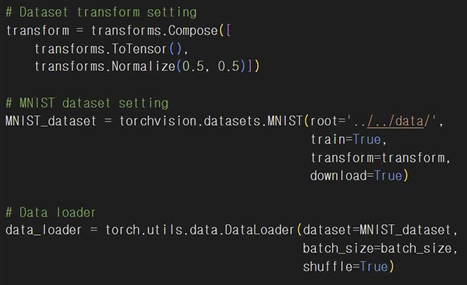 # Dataset transform setting
transform = transforms.Compose([
    transforms.ToTensor(),
    transforms.Normalize(0.5, 0.5)])
# MNIST dataset setting
MNIST_dataset = torchvision.datasets.MNIST(root='../../data/',
                                           train=True,
                                           transform=transform,
                                           download=True)
# Data loader
data_loader = torch.utils.data.DataLoader(dataset=MNIST_dataset,
                                          batch_size=batch_size,
                                          shuffle=True)